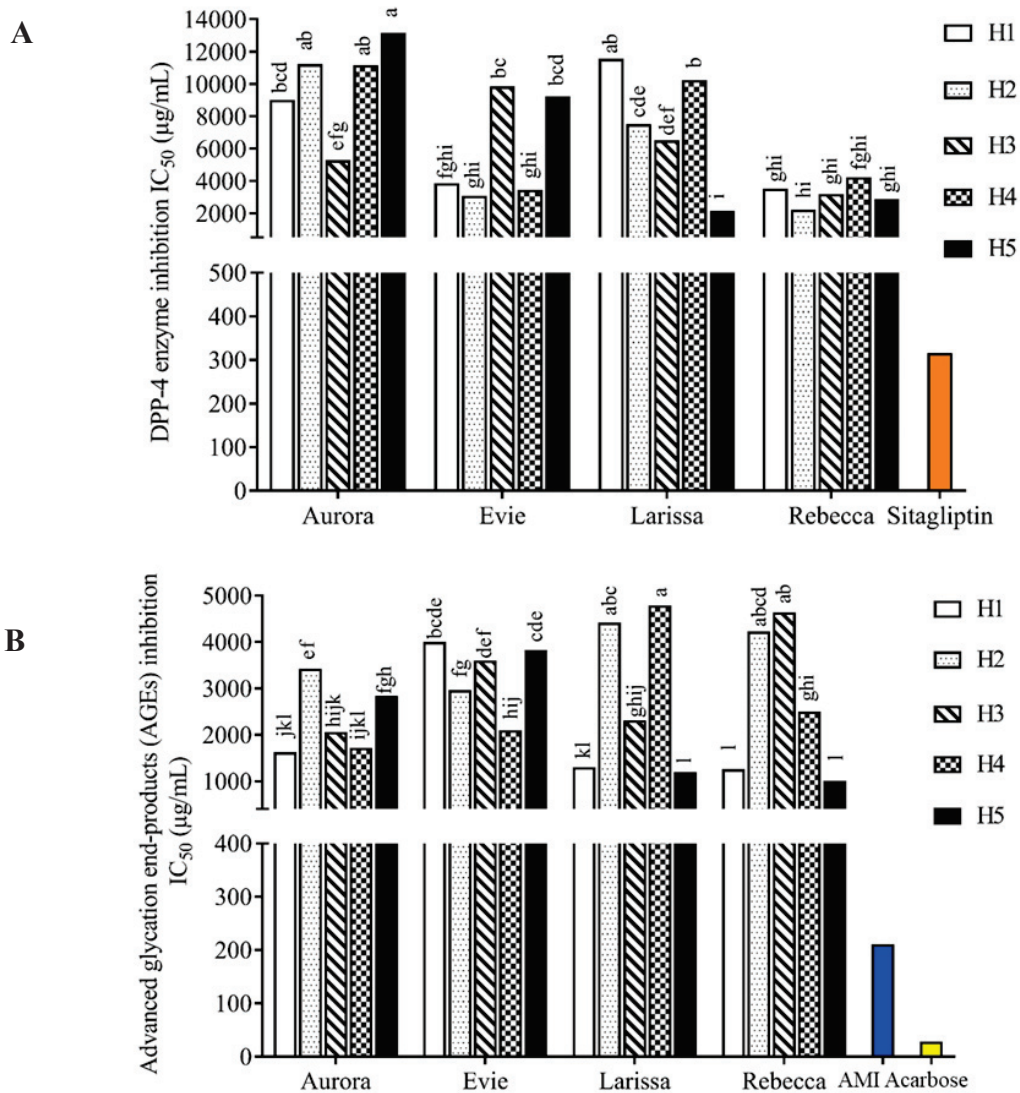 A
DPP-4 enzyme inhibition IC50 (µg/mL)
14000
12000
10000
8000
6000
4000
2000
500
400
300
200
100
0
bcd ab efg ab a
fghi ghi bc ghi bcd
ab cde def b i
ghi hi ghi fghi ghi
Aurora Evie Larissa Rebecca Sitagliptin
H1
H2
H3
H4
H5
B
Advanced glycation end-products (AGEs) inhibition
IC50 (µg/mL)
5000
4000
3000
2000
1000
400
300
200
100
0
jkl ef hijk ijkl fgh
bcde fg def hij cde
kl abc ghij a l
l abcd ab ghi l
Aurora Evie Larissa Rebecca AMI Acarbose
H1
H2
H3
H4
H5